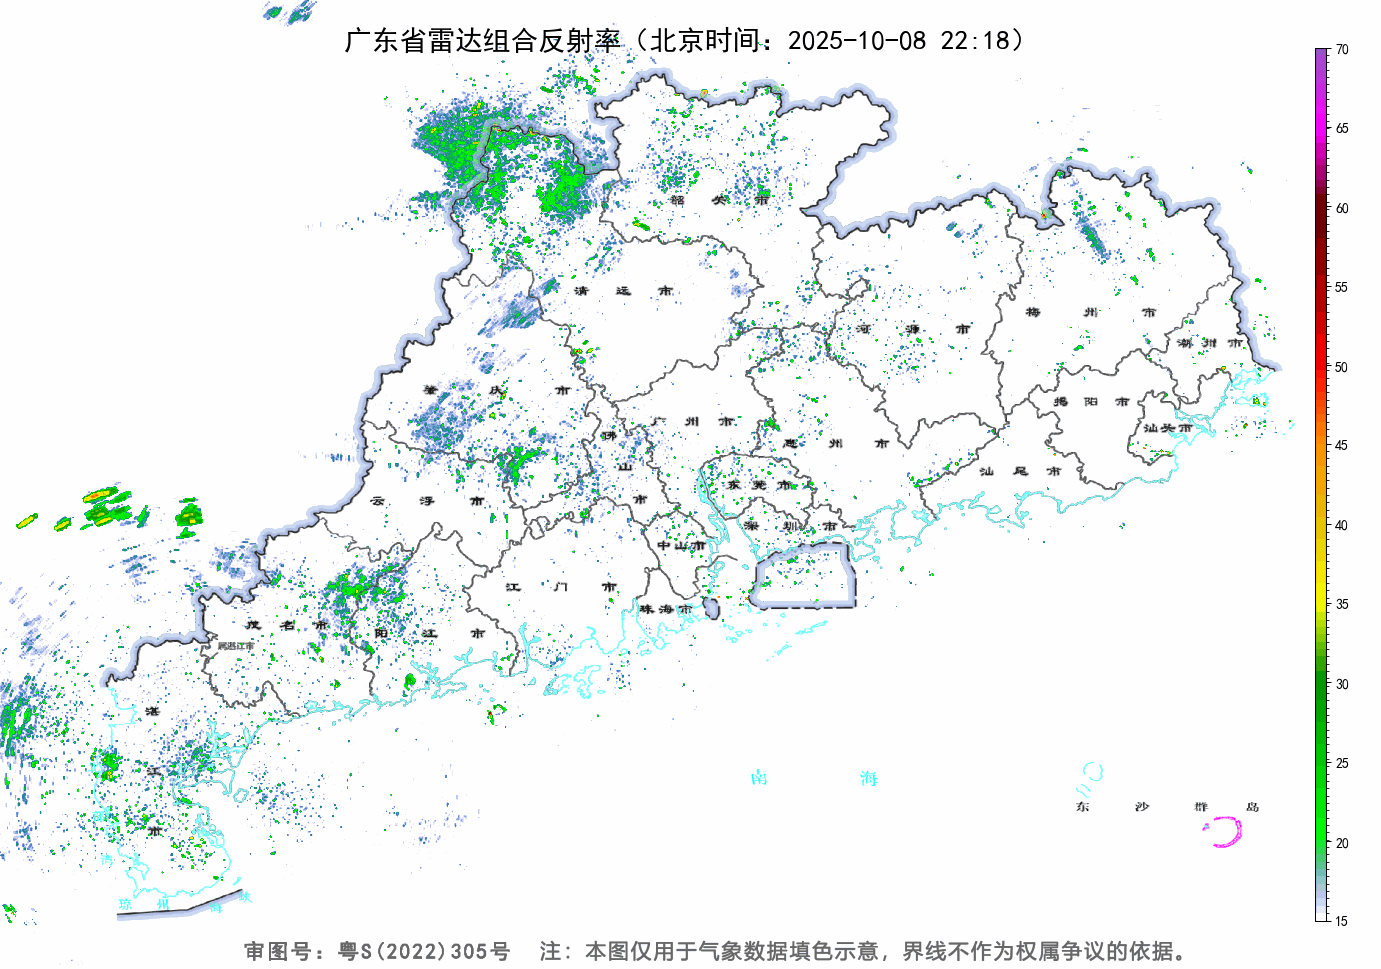 广东省雷达组合反射率（北京时间：2025-10-08 22:18）
70
65
60
55
50
45
40
35
30
25
20
15
韶关市
清远市
河源市
梅州市
潮州市
肇庆市
广州市
佛山市
惠州市
揭阳市
汕头市
汕尾市
云浮市
东莞市
深圳市
中山市
江门市
珠海市
茂名市
阳江市
属湛江市
湛江市
南海
东沙群岛
琼州海峡
审图号：粤S(2022)305号 注：本图仅用于气象数据填色示意，界线不作为权属争议的依据。